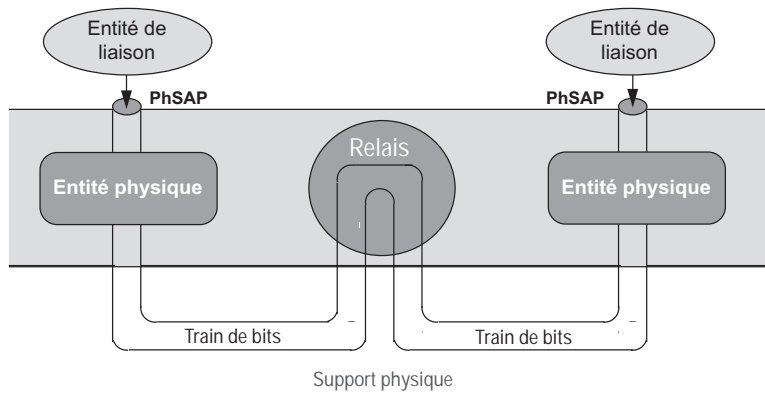 Entité de
liaison
Entité de
liaison
PhSAP
PhSAP
Relais
Entité physique
Entité physique
Train de bits
Train de bits
Support physique